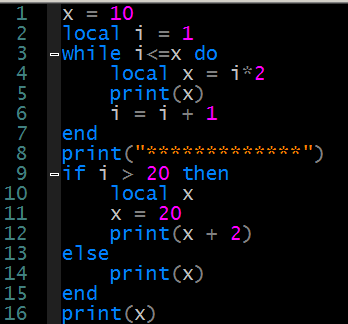 1 x = 10
2 local i = 1
3 while i<=x do
4 local x = i*2
5 print(x)
6 i = i + 1
7 end
8 print("*************")
9 if i > 20 then
10 local x
11 x = 20
12 print(x + 2)
13 else
14 print(x)
15 end
16 print(x)